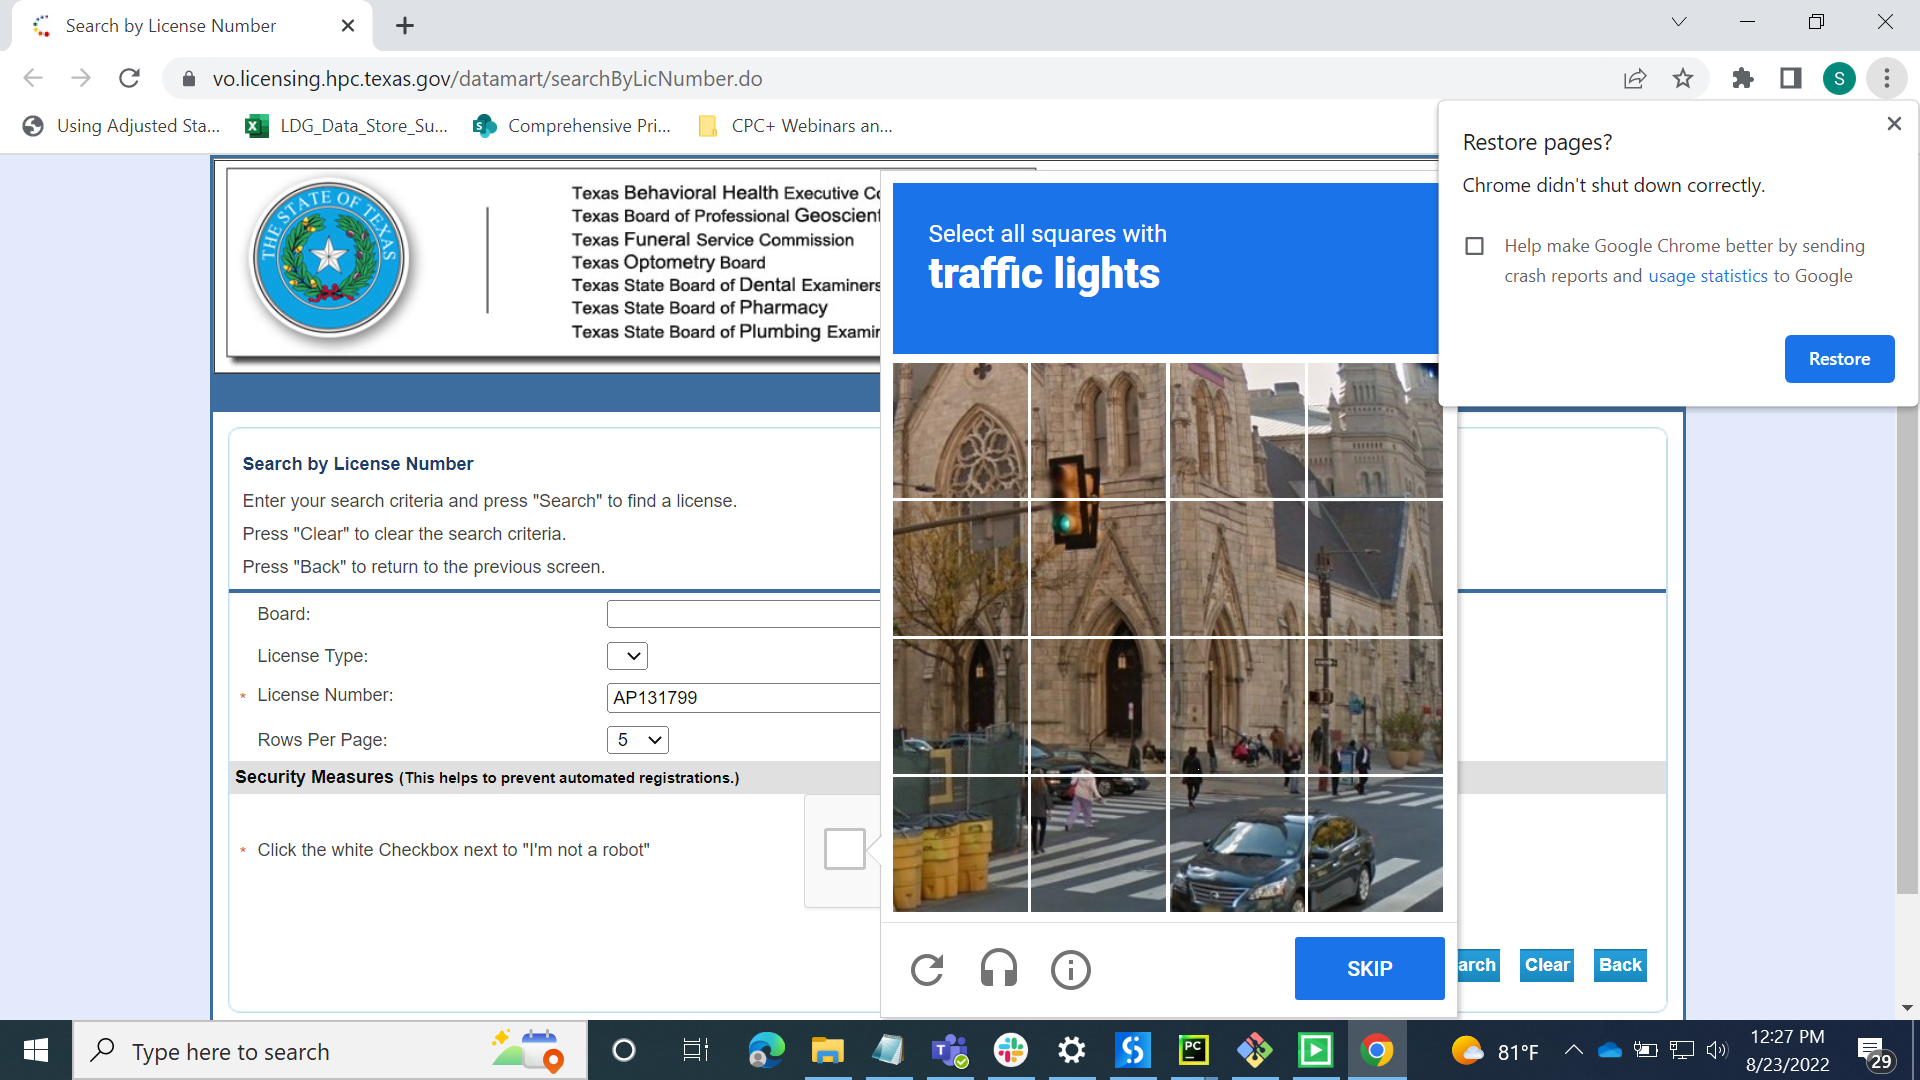 Search by License Number
vo.licensing.hpc.texas.gov/datamart/searchByLicNumber.do
S
Using Adjusted Sta...
LDG_Data_Store_Su...
Comprehensive Pri...
CPC+ Webinars an...
Restore pages?
Chrome didn't shut down correctly.
Help make Google Chrome better by sending
crash reports and usage statistics to Google
Restore
THE STATE OF TEXAS
Texas Behavioral Health Executive
Texas Board of Professional
Texas Funeral Service Commission
Texas Optometry Board
Texas State Board of Dental Examiners
Texas State Board of Pharmacy
Texas State Board of Plumbing
Select all squares with
traffic lights
Search by License Number
Enter your search criteria and press "Search" to find a license.
Press "Clear" to clear the search criteria.
Press "Back" to return to the previous screen.
Board:
License Type:
* License Number:
AP131799
Rows Per Page:
5
Security Measures (This helps to prevent automated registrations.)
* Click the white Checkbox next to "I'm not a robot"
SKIP
arch
Clear
Back
Type here to search
PC
81°F
12:27 PM
8/23/2022
29